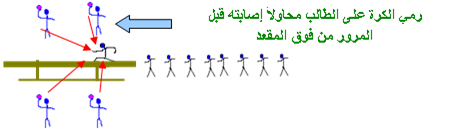 رمي الكرة على الطالب محاولاً إصابته قبل
المرور من فوق المقعد